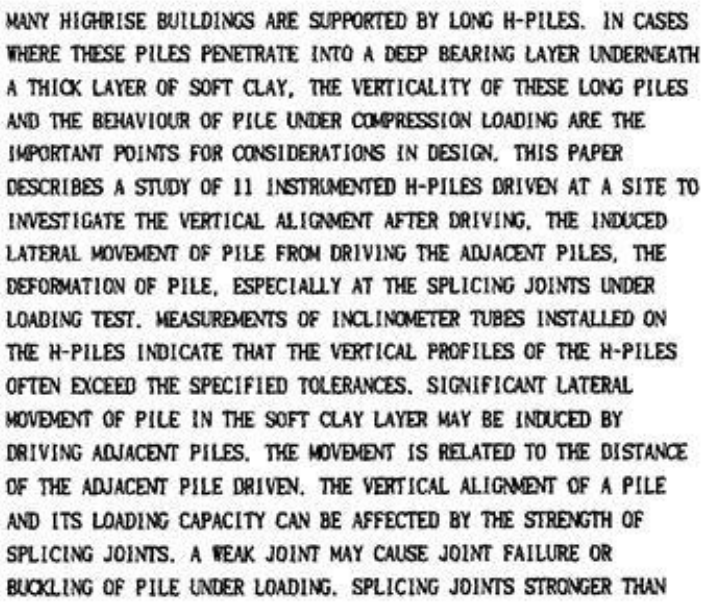 MANY HIGHRISE BUILDINGS ARE SUPPORTED BY LONG H-PILES. IN CASES
WHERE THESE PILES PENETRATE INTO A DEEP BEARING LAYER UNDERNEATH
A THICK LAYER OF SOFT CLAY, THE VERTICALITY OF THESE LONG PILES
AND THE BEHAVIOUR OF PILE UNDER COMPRESSION LOADING ARE THE
IMPORTANT POINTS FOR CONSIDERATIONS IN DESIGN. THIS PAPER
DESCRIBES A STUDY OF 11 INSTRUMENTED H-PILES DRIVEN AT A SITE TO
INVESTIGATE THE VERTICAL ALIGNMENT AFTER DRIVING, THE INDUCED
LATERAL MOVEMENT OF PILE FROM DRIVING THE ADJACENT PILES, THE
DEFORMATION OF PILE, ESPECIALLY AT THE SPLICING JOINTS UNDER
LOADING TEST. MEASUREMENTS OF INCLINOMETER TUBES INSTALLED ON
THE H-PILES INDICATE THAT THE VERTICAL PROFILES OF THE H-PILES
OFTEN EXCEED THE SPECIFIED TOLERANCES. SIGNIFICANT LATERAL
MOVEMENT OF PILE IN THE SOFT CLAY LAYER MAY BE INDUCED BY
DRIVING ADJACENT PILES. THE MOVEMENT IS RELATED TO THE DISTANCE
OF THE ADJACENT PILE DRIVEN. THE VERTICAL ALIGNMENT OF A PILE
AND ITS LOADING CAPACITY CAN BE AFFECTED BY THE STRENGTH OF
SPLICING JOINTS. A WEAK JOINT MAY CAUSE JOINT FAILURE OR
BUCKLING OF PILE UNDER LOADING. SPLICING JOINTS STRONGER THAN